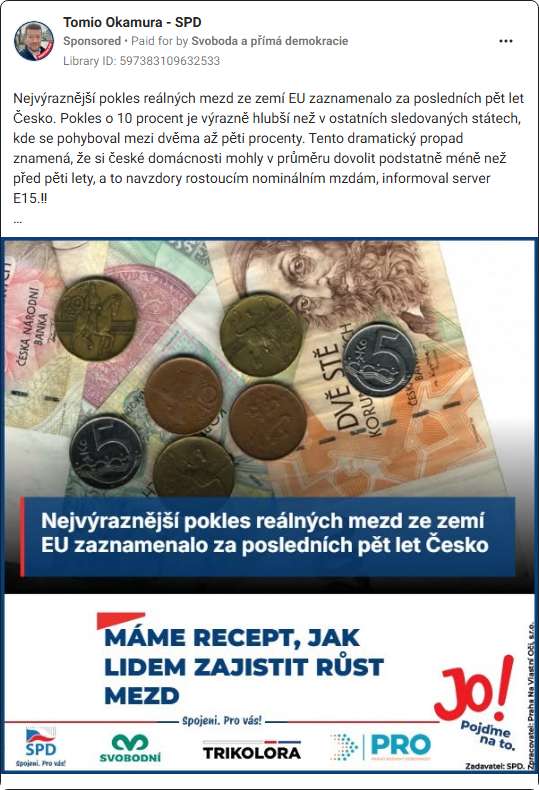 Tomio Okamura - SPD
Sponsored • Paid for by Svoboda a přímá demokracie
Library ID: 597383109632533
Nejvýraznější pokles reálných mezd ze zemí EU zaznamenalo za posledních pět let
Česko. Pokles o 10 procent je výrazně hlubší než v ostatních sledovaných státech,
kde se pohyboval mezi dvěma až pěti procenty. Tento dramatický propad
znamená, že si české domácnosti mohly v průměru dovolit podstatně méně než
před pěti lety, a to navzdory rostoucím nominálním mzdám, informoval server
E15.!!
...
ČESKÁ NÁRODNÍ
BANKA
DVĚ STĚ
KORUN
5
Kč
5
Nejvýraznější pokles reálných mezd ze zemí
EU zaznamenalo za posledních pět let Česko
MÁME RECEPT, JAK
LIDEM ZAJISTIT RŮST
MEZD
Jo!
Pojďme
na to.
Spojeni. Pro vás!
SPD
Spojeni. Pro vás!
SVOBODNÍ
TRIKOLORA
PRO
Zadavatel: SPD.
Zpracovatel: Praha Na Vlastní Oči, s.r.o.